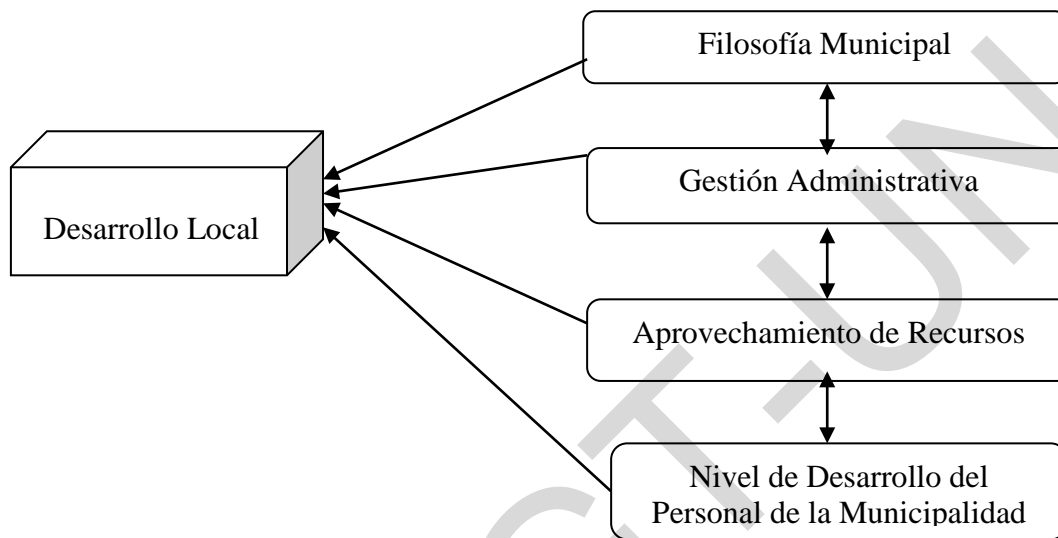 Filosofía Municipal
Gestión Administrativa
Desarrollo Local
Aprovechamiento de Recursos
Nivel de Desarrollo del
Personal de la Municipalidad